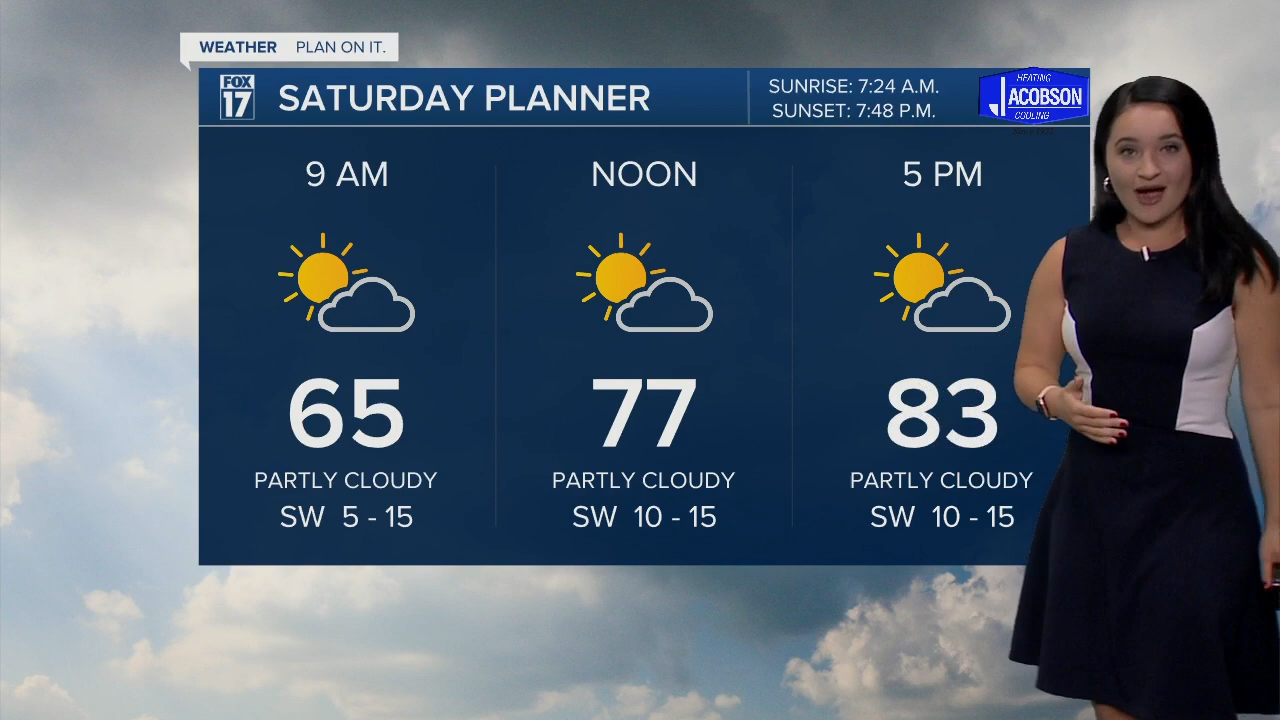 WEATHER PLAN ON IT.
FOX 17
SATURDAY PLANNER
SUNRISE: 7:24 A.M.
SUNSET: 7:48 P.M.
HEATING
JACOBSON
COOLING
9 AM
NOON
5 PM
65
77
83
PARTLY CLOUDY
PARTLY CLOUDY
PARTLY CLOUDY
SW 5 - 15
SW 10 - 15
SW 10 - 15